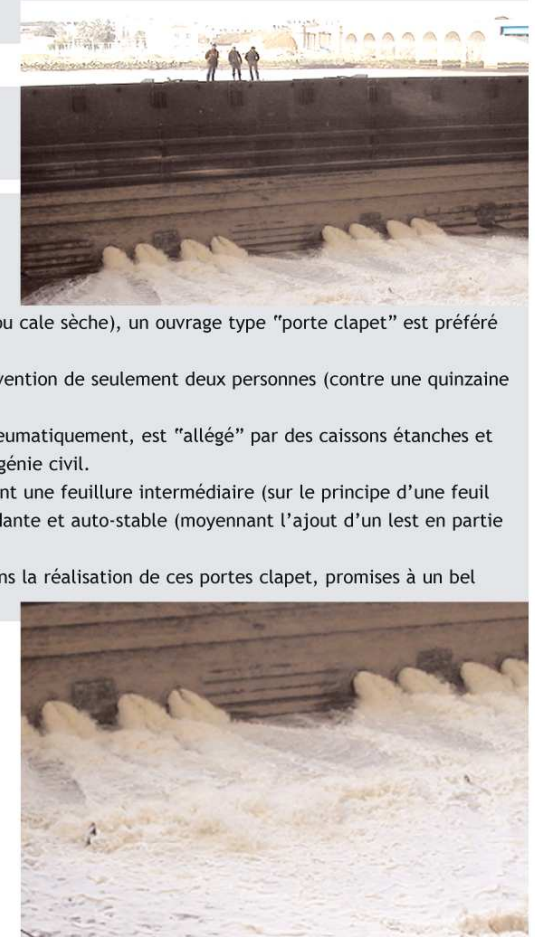 ou cale sèche), un ouvrage type “porte clapet” est préféré
vention de seulement deux personnes (contre une quinzaine
eumatiquement, est “allégé” par des caissons étanches et
génie civil.
nt une feuillure intermédiaire (sur le principe d’une feuil
dante et auto-stable (moyennant l’ajout d’un lest en partie
ns la réalisation de ces portes clapet, promises à un bel